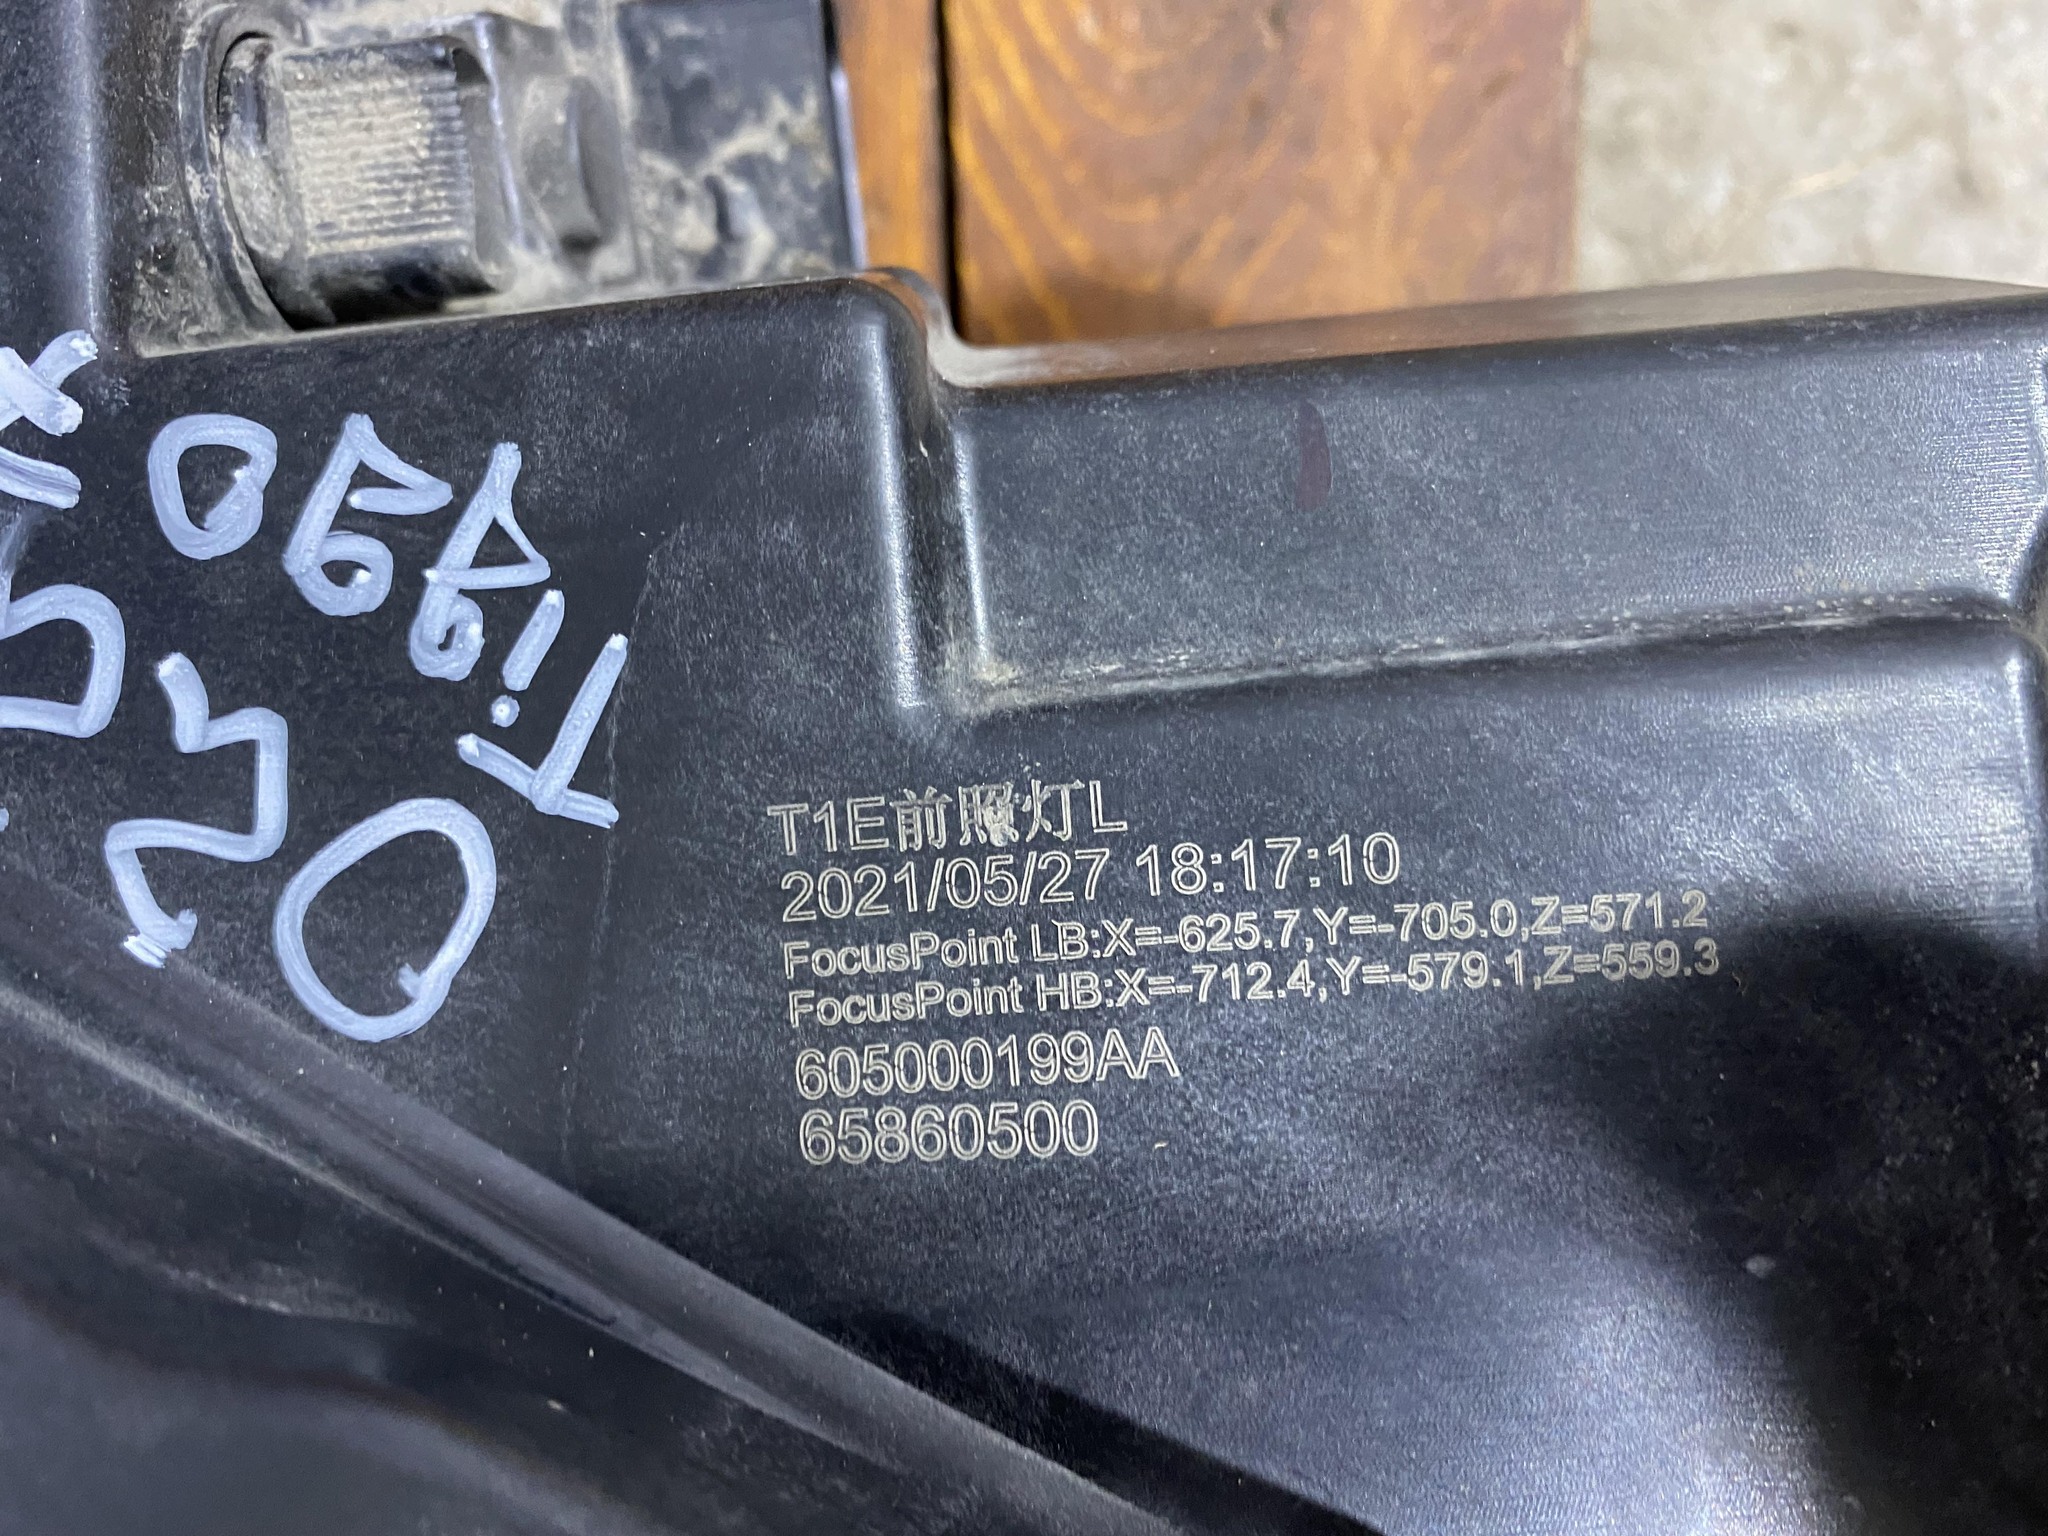 T1E前照灯L
2021/05/27 18:17:10
FocusPoint LB:X=-625.7,Y=-705.0,Z=571.2
FocusPoint HB:X=-712.4,Y=-579.1,Z=559.3
605000199AA
65860500
Tiggo